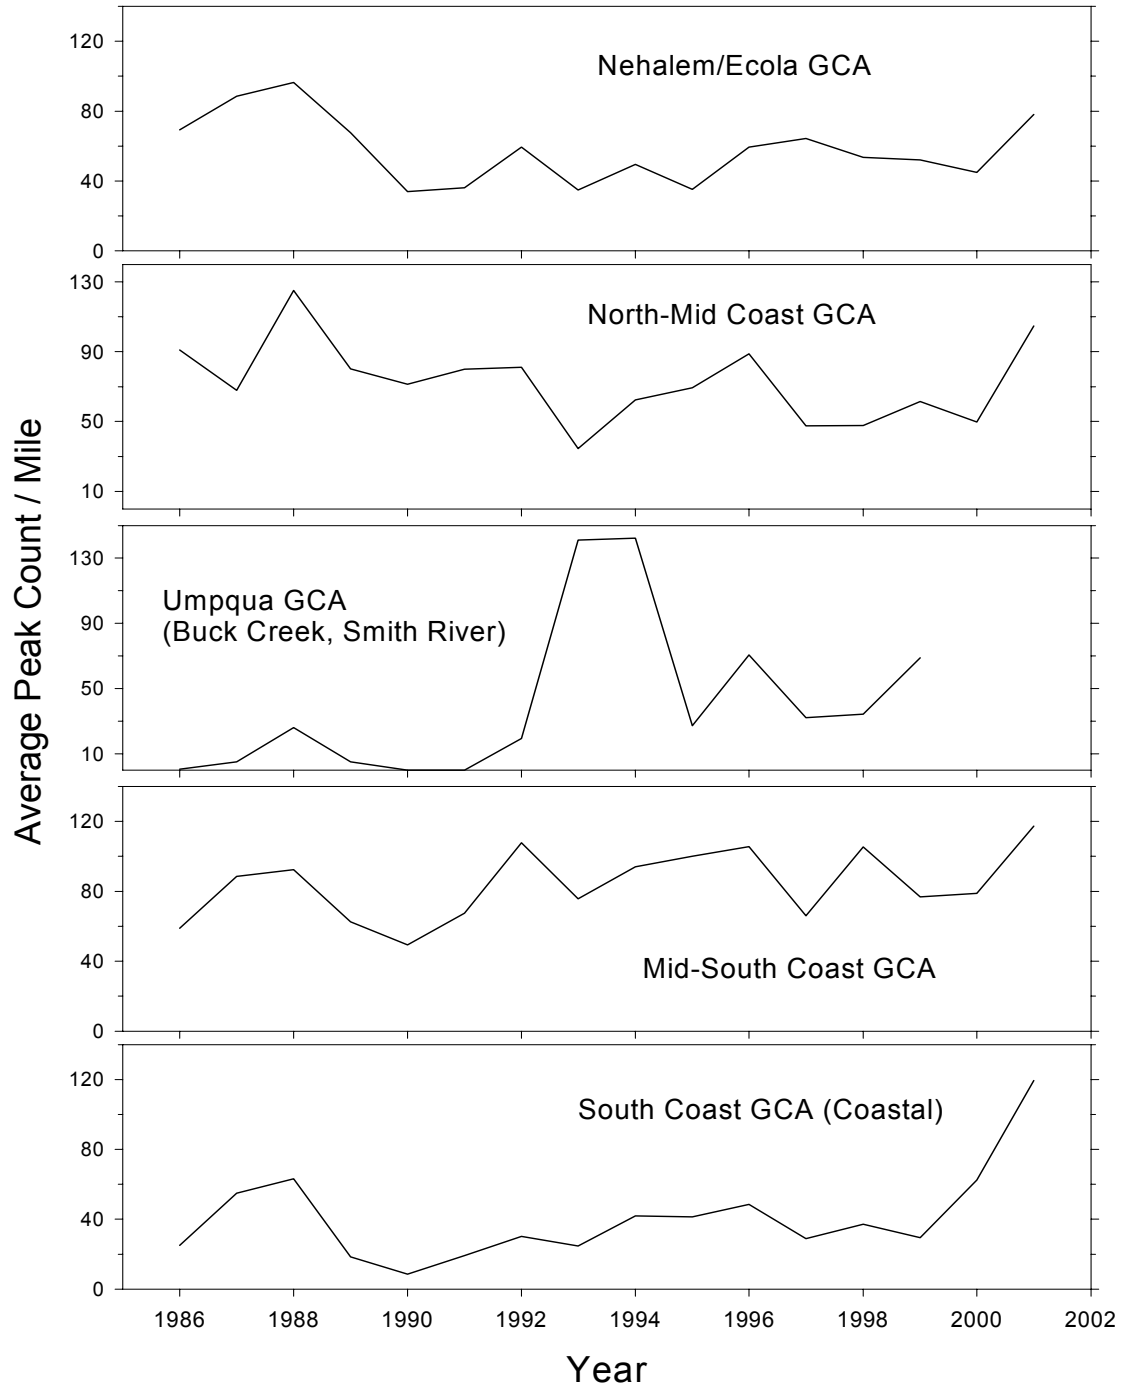 120
80
40
0
Nehalem/Ecola GCA
130
90
50
10
North-Mid Coast GCA
Average Peak Count / Mile
130
90
50
10
Umpqua GCA
(Buck Creek, Smith River)
120
80
40
0
Mid-South Coast GCA
120
80
40
0
South Coast GCA (Coastal)
1986 1988 1990 1992 1994 1996 1998 2000 2002
Year